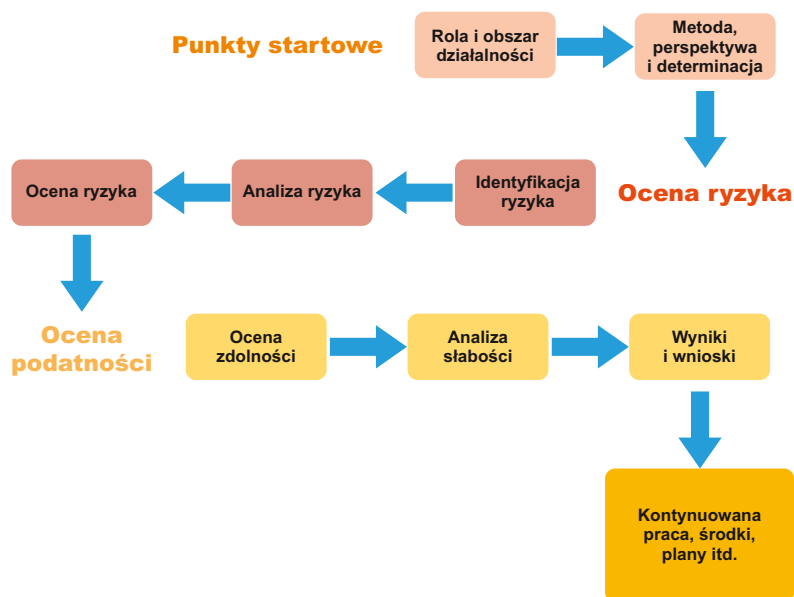 Punkty startowe
Rola i obszar
działalności
Metoda,
perspektywa
i determinacja
Ocena ryzyka
Identyfikacja
ryzyka
Analiza ryzyka
Ocena ryzyka
Ocena
podatności
Ocena
zdolności
Analiza
słabości
Wyniki
i wnioski
Kontynuowana
praca, środki,
plany itd.